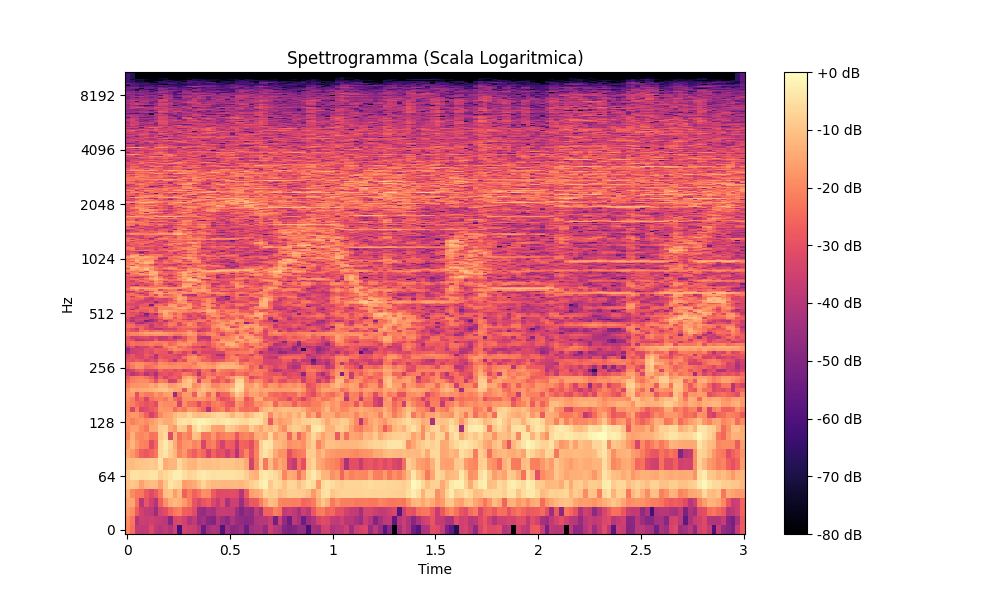 Spettrogramma (Scala Logaritmica)
8192
4096
2048
1024
512
256
128
64
0
Hz
0
0.5
1
1.5
2
2.5
3
Time
+0 dB
-10 dB
-20 dB
-30 dB
-40 dB
-50 dB
-60 dB
-70 dB
-80 dB